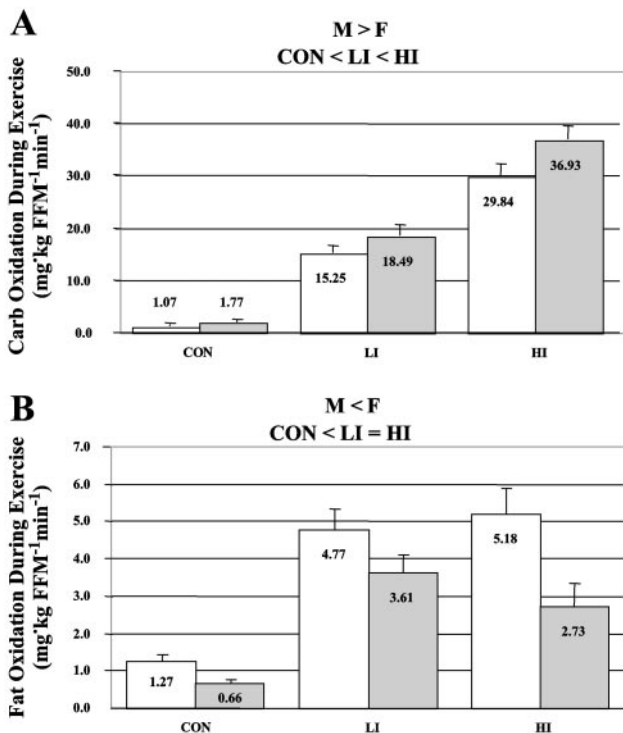 A
M > F
CON < LI < HI
Carb Oxidation During Exercise
(mg·kg FFM⁻¹min⁻¹)
50.0
40.0
30.0
20.0
10.0
0.0
1.07
1.77
15.25
18.49
29.84
36.93
CON
LI
HI
B
M < F
CON < LI = HI
Fat Oxidation During Exercise
(mg·kg FFM⁻¹min⁻¹)
7.0
6.0
5.0
4.0
3.0
2.0
1.0
0.0
1.27
0.66
4.77
3.61
5.18
2.73
CON
LI
HI